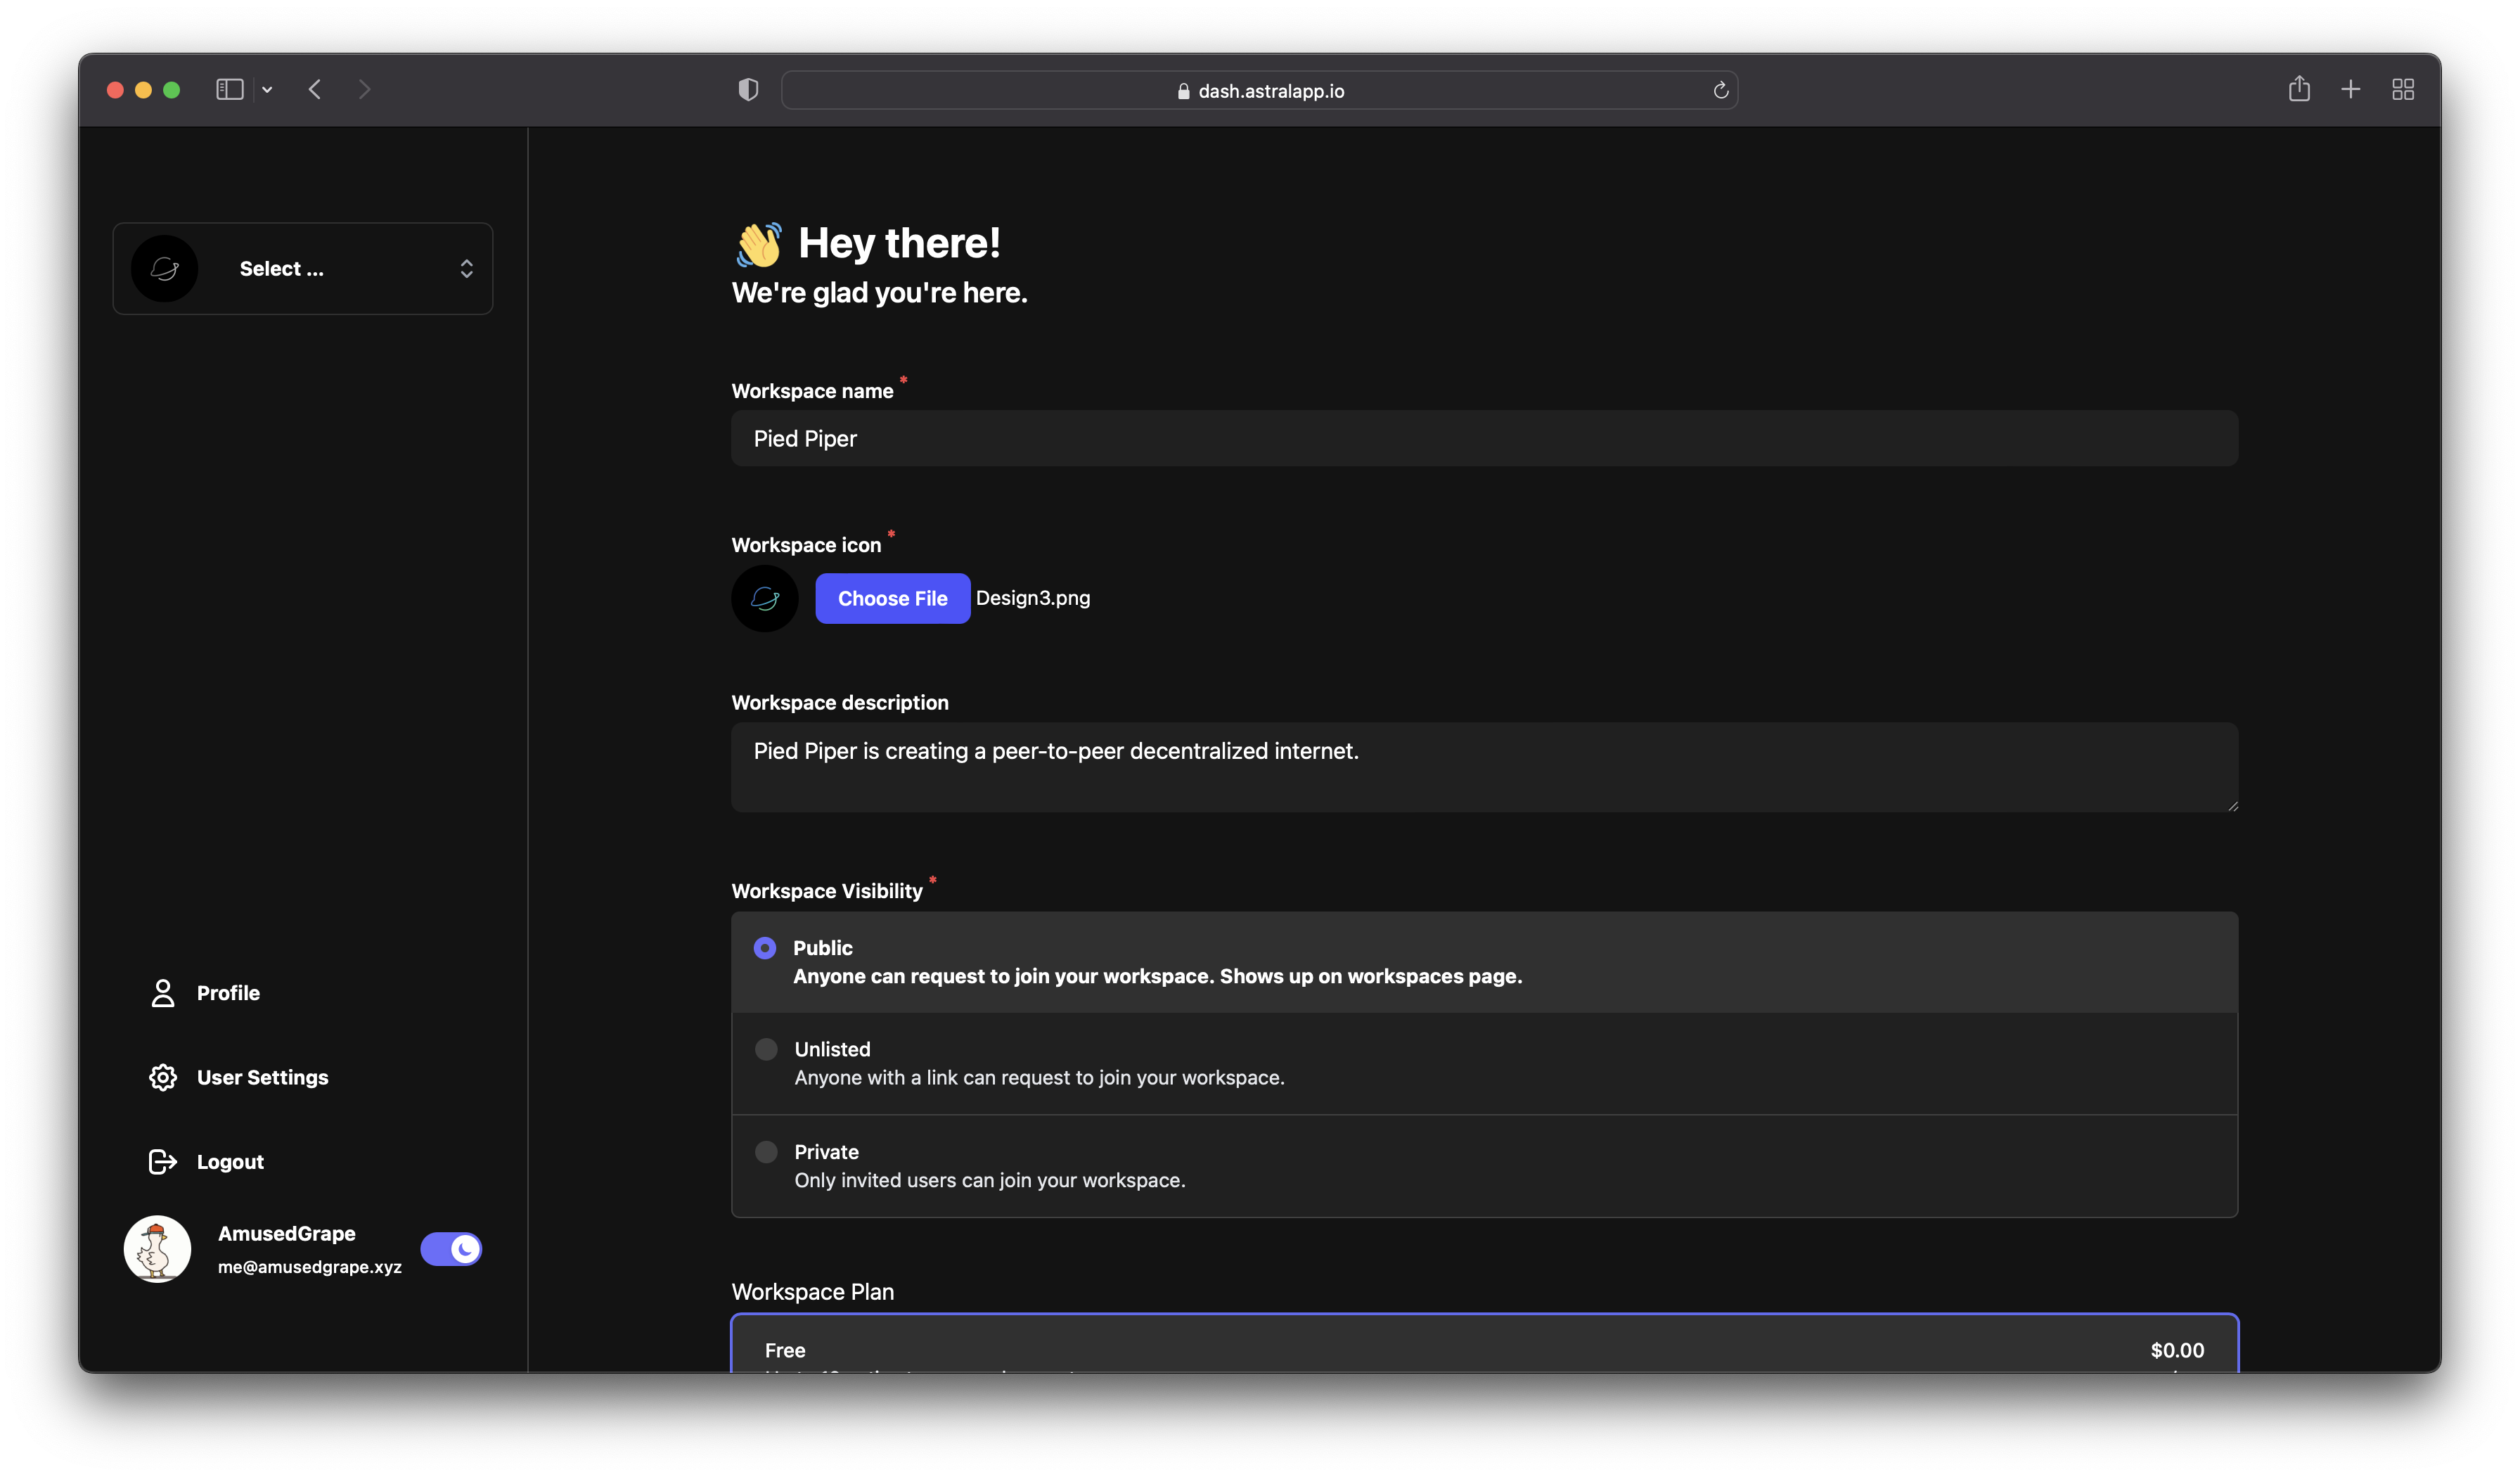 dash.astralapp.io
Select ...
Profile
User Settings
Logout
AmusedGrape
me@amusedgrape.xyz
👋 Hey there!
We're glad you're here.
Workspace name *
Pied Piper
Workspace icon *
Choose File Design3.png
Workspace description
Pied Piper is creating a peer-to-peer decentralized internet.
Workspace Visibility *
Public
Anyone can request to join your workspace. Shows up on workspaces page.
Unlisted
Anyone with a link can request to join your workspace.
Private
Only invited users can join your workspace.
Workspace Plan
Free $0.00